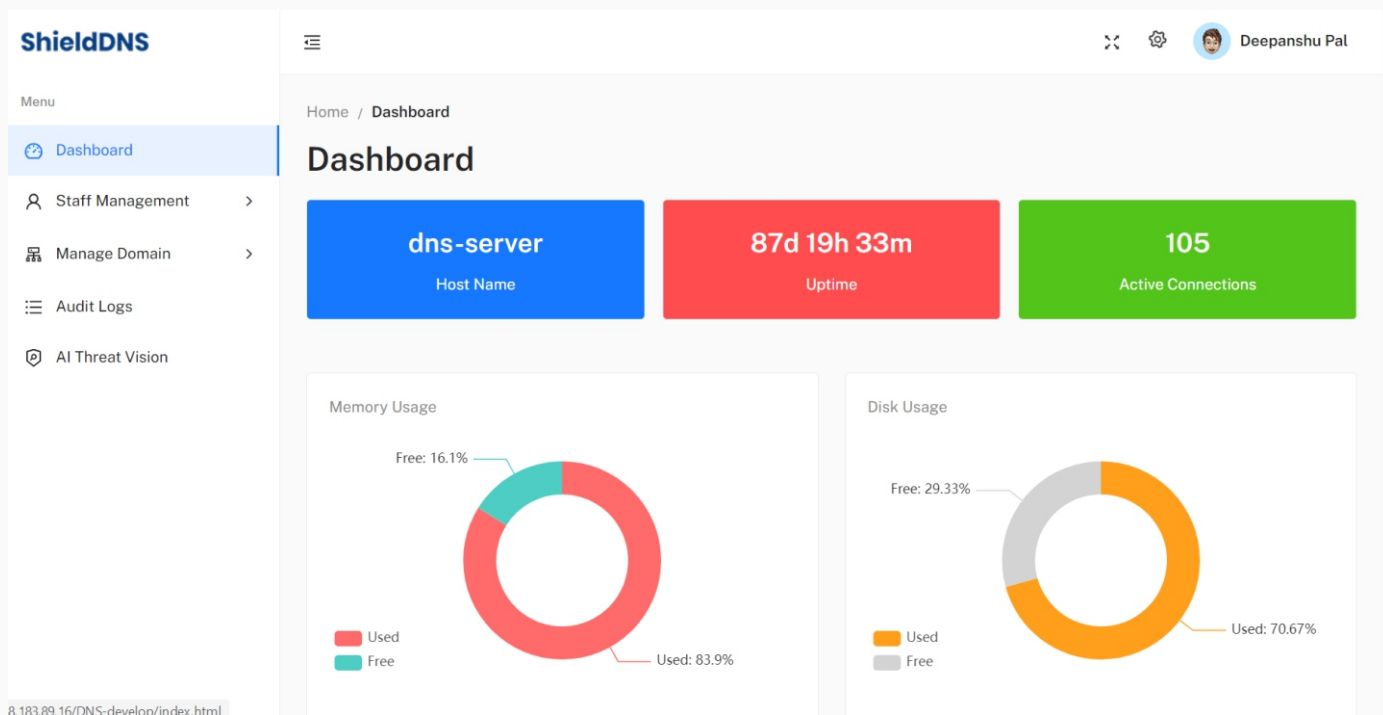 ShieldDNS
Deepanshu Pal
Menu
Dashboard
Staff Management
Manage Domain
Audit Logs
AI Threat Vision
Home / Dashboard
Dashboard
dns-server
Host Name
87d 19h 33m
Uptime
105
Active Connections
Memory Usage
Free: 16.1%
Used: 83.9%
Used
Free
Disk Usage
Free: 29.33%
Used: 70.67%
Used
Free
8.183.89.16/DNS-develop/index.html